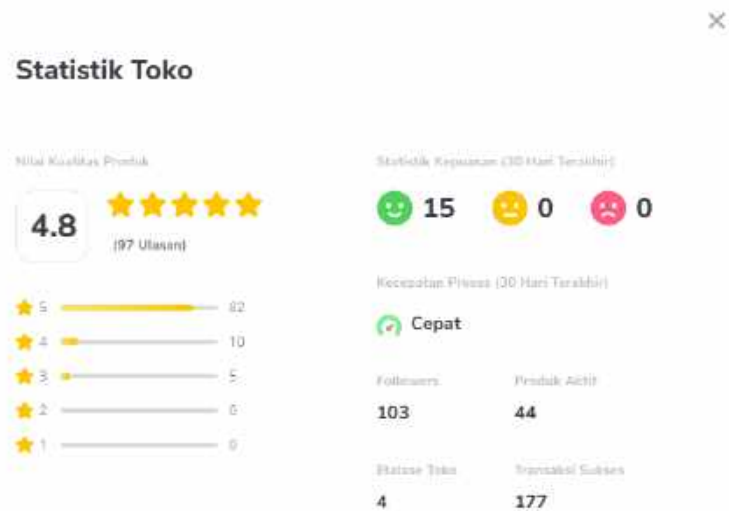 Statistik Toko
Nilai Kualitas Produk
4.8
(97 Ulasan)
5 82
4 10
3 5
2 0
1 0
Statistik Kepuasan (30 Hari Terakhir)
15 0 0
Kecepatan Proses (30 Hari Terakhir)
Cepat
Followers Produk Aktif
103 44
Etalase Toko Transaksi Sukses
4 177